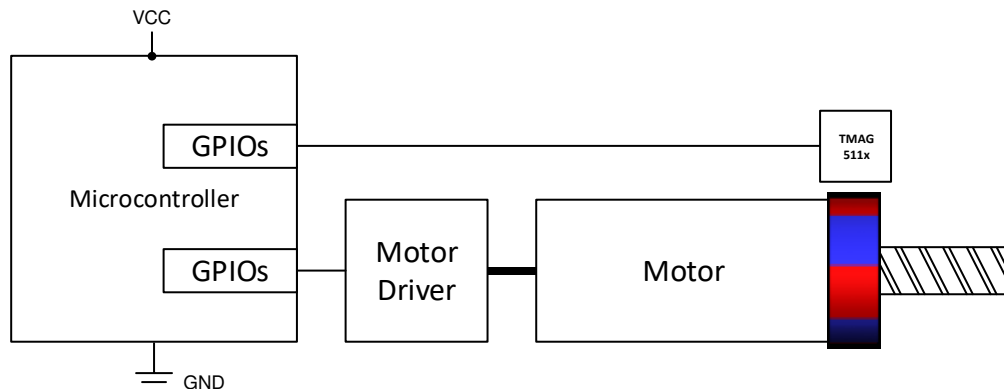 VCC
GPIOs
TMAG
511x
Microcontroller
GPIOs
Motor
Driver
Motor
GND